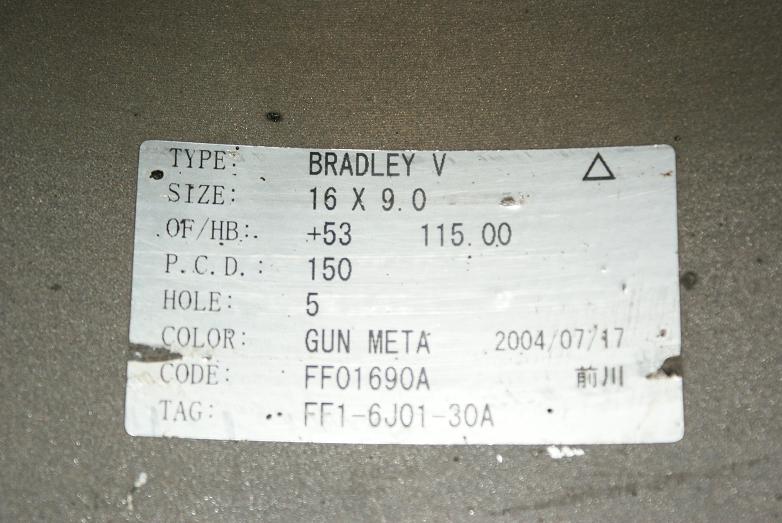 TYPE: BRADLEY V △
SIZE: 16 X 9.0
OF/HB: +53 115.00
P.C.D.: 150
HOLE: 5
COLOR: GUN META 2004/07/17
CODE: FF01690A 前川
TAG: FF1-6J01-30A